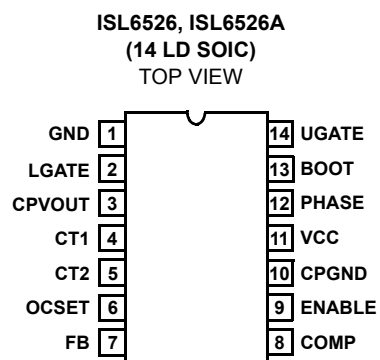 ISL6526, ISL6526A
(14 LD SOIC)
TOP VIEW
GND 1 14 UGATE
LGATE 2 13 BOOT
CPVOUT 3 12 PHASE
CT1 4 11 VCC
CT2 5 10 CPGND
OCSET 6 9 ENABLE
FB 7 8 COMP